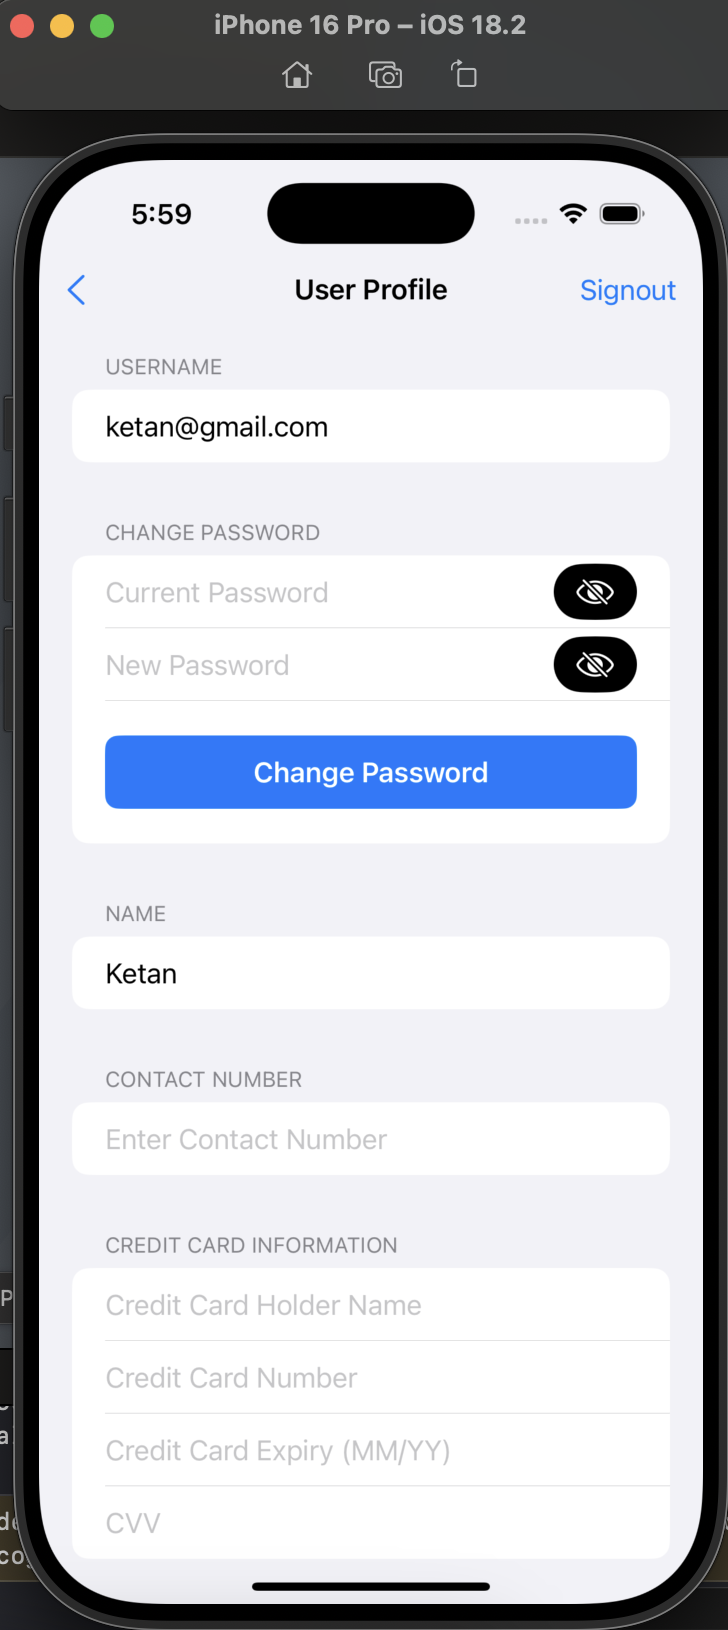 iPhone 16 Pro – iOS 18.2
5:59
User Profile
Signout
USERNAME
ketan@gmail.com
CHANGE PASSWORD
Current Password
New Password
Change Password
NAME
Ketan
CONTACT NUMBER
Enter Contact Number
CREDIT CARD INFORMATION
Credit Card Holder Name
Credit Card Number
Credit Card Expiry (MM/YY)
CVV